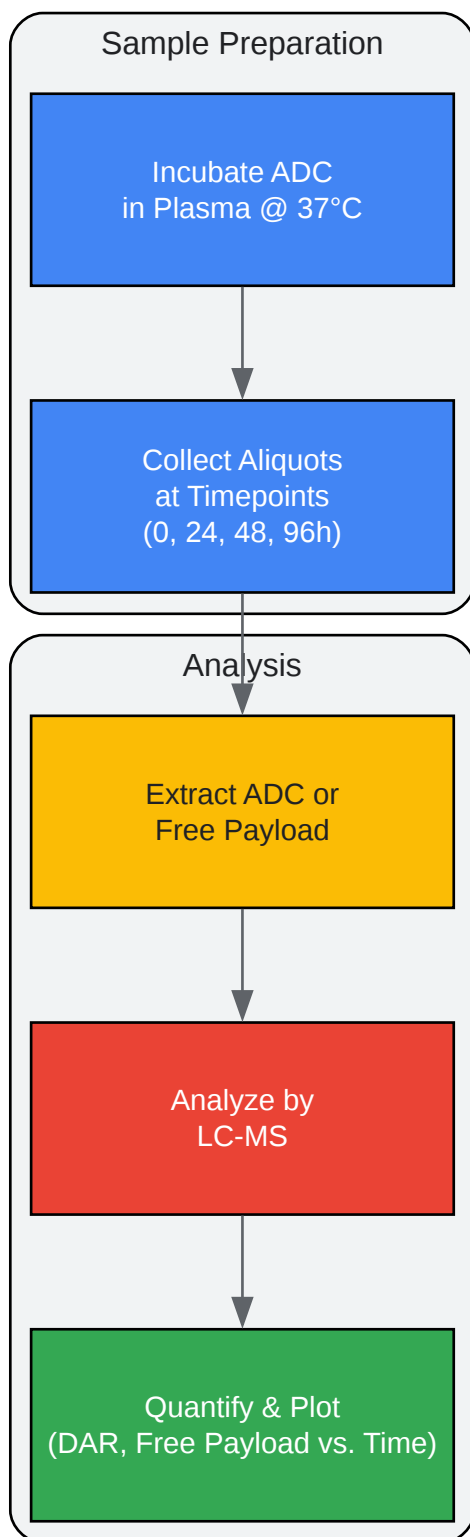 Sample Preparation
Incubate ADC
in Plasma @ 37°C
Collect Aliquots
at Timepoints
(0, 24, 48, 96h)
Analysis
Extract ADC or
Free Payload
Analyze by
LC-MS
Quantify & Plot
(DAR, Free Payload vs. Time)